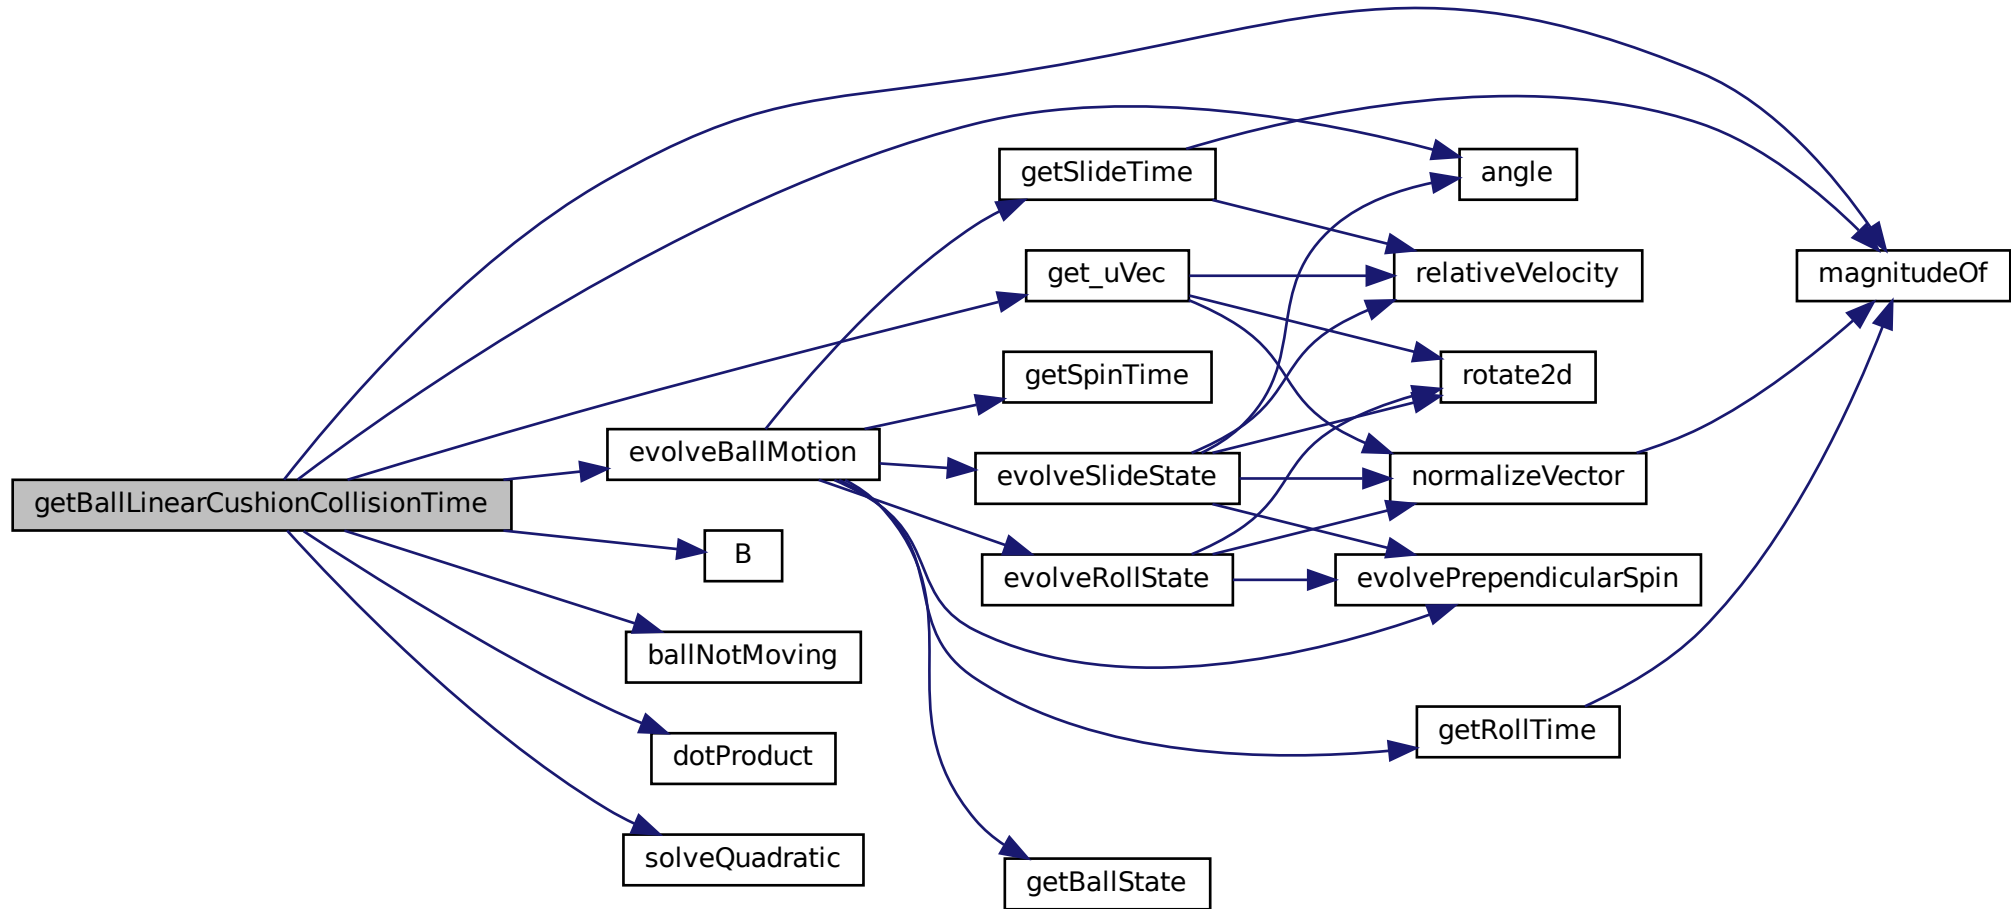 getBallLinearCushionCollisionTime
evolveBallMotion
B
ballNotMoving
dotProduct
solveQuadratic
getSlideTime
get_uVec
getSpinTime
evolveSlideState
evolveRollState
getBallState
angle
relativeVelocity
rotate2d
normalizeVector
evolvePrependicularSpin
getRollTime
magnitudeOf